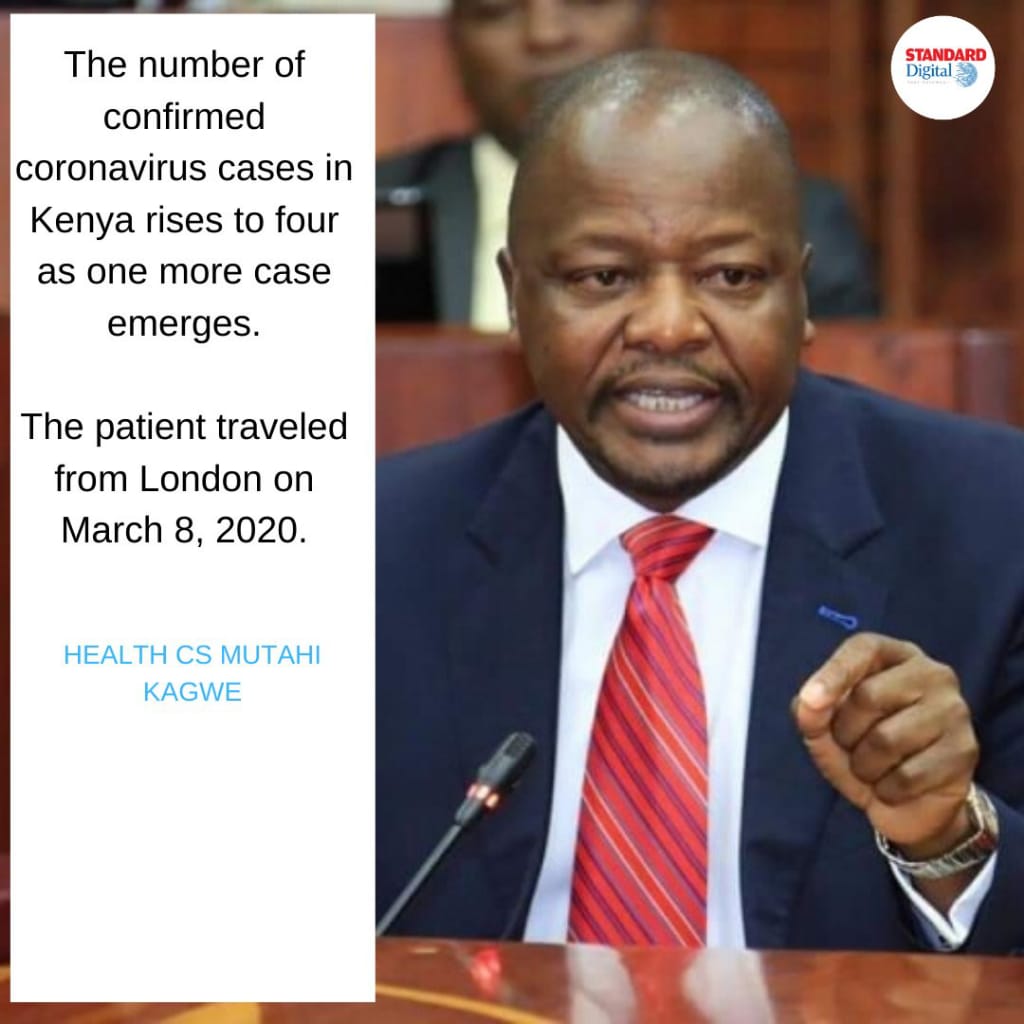 The number of
confirmed
coronavirus cases in
Kenya rises to four
as one more case
emerges.
The patient traveled
from London on
March 8, 2020.
HEALTH CS MUTAHI
KAGWE
STANDARD
Digital